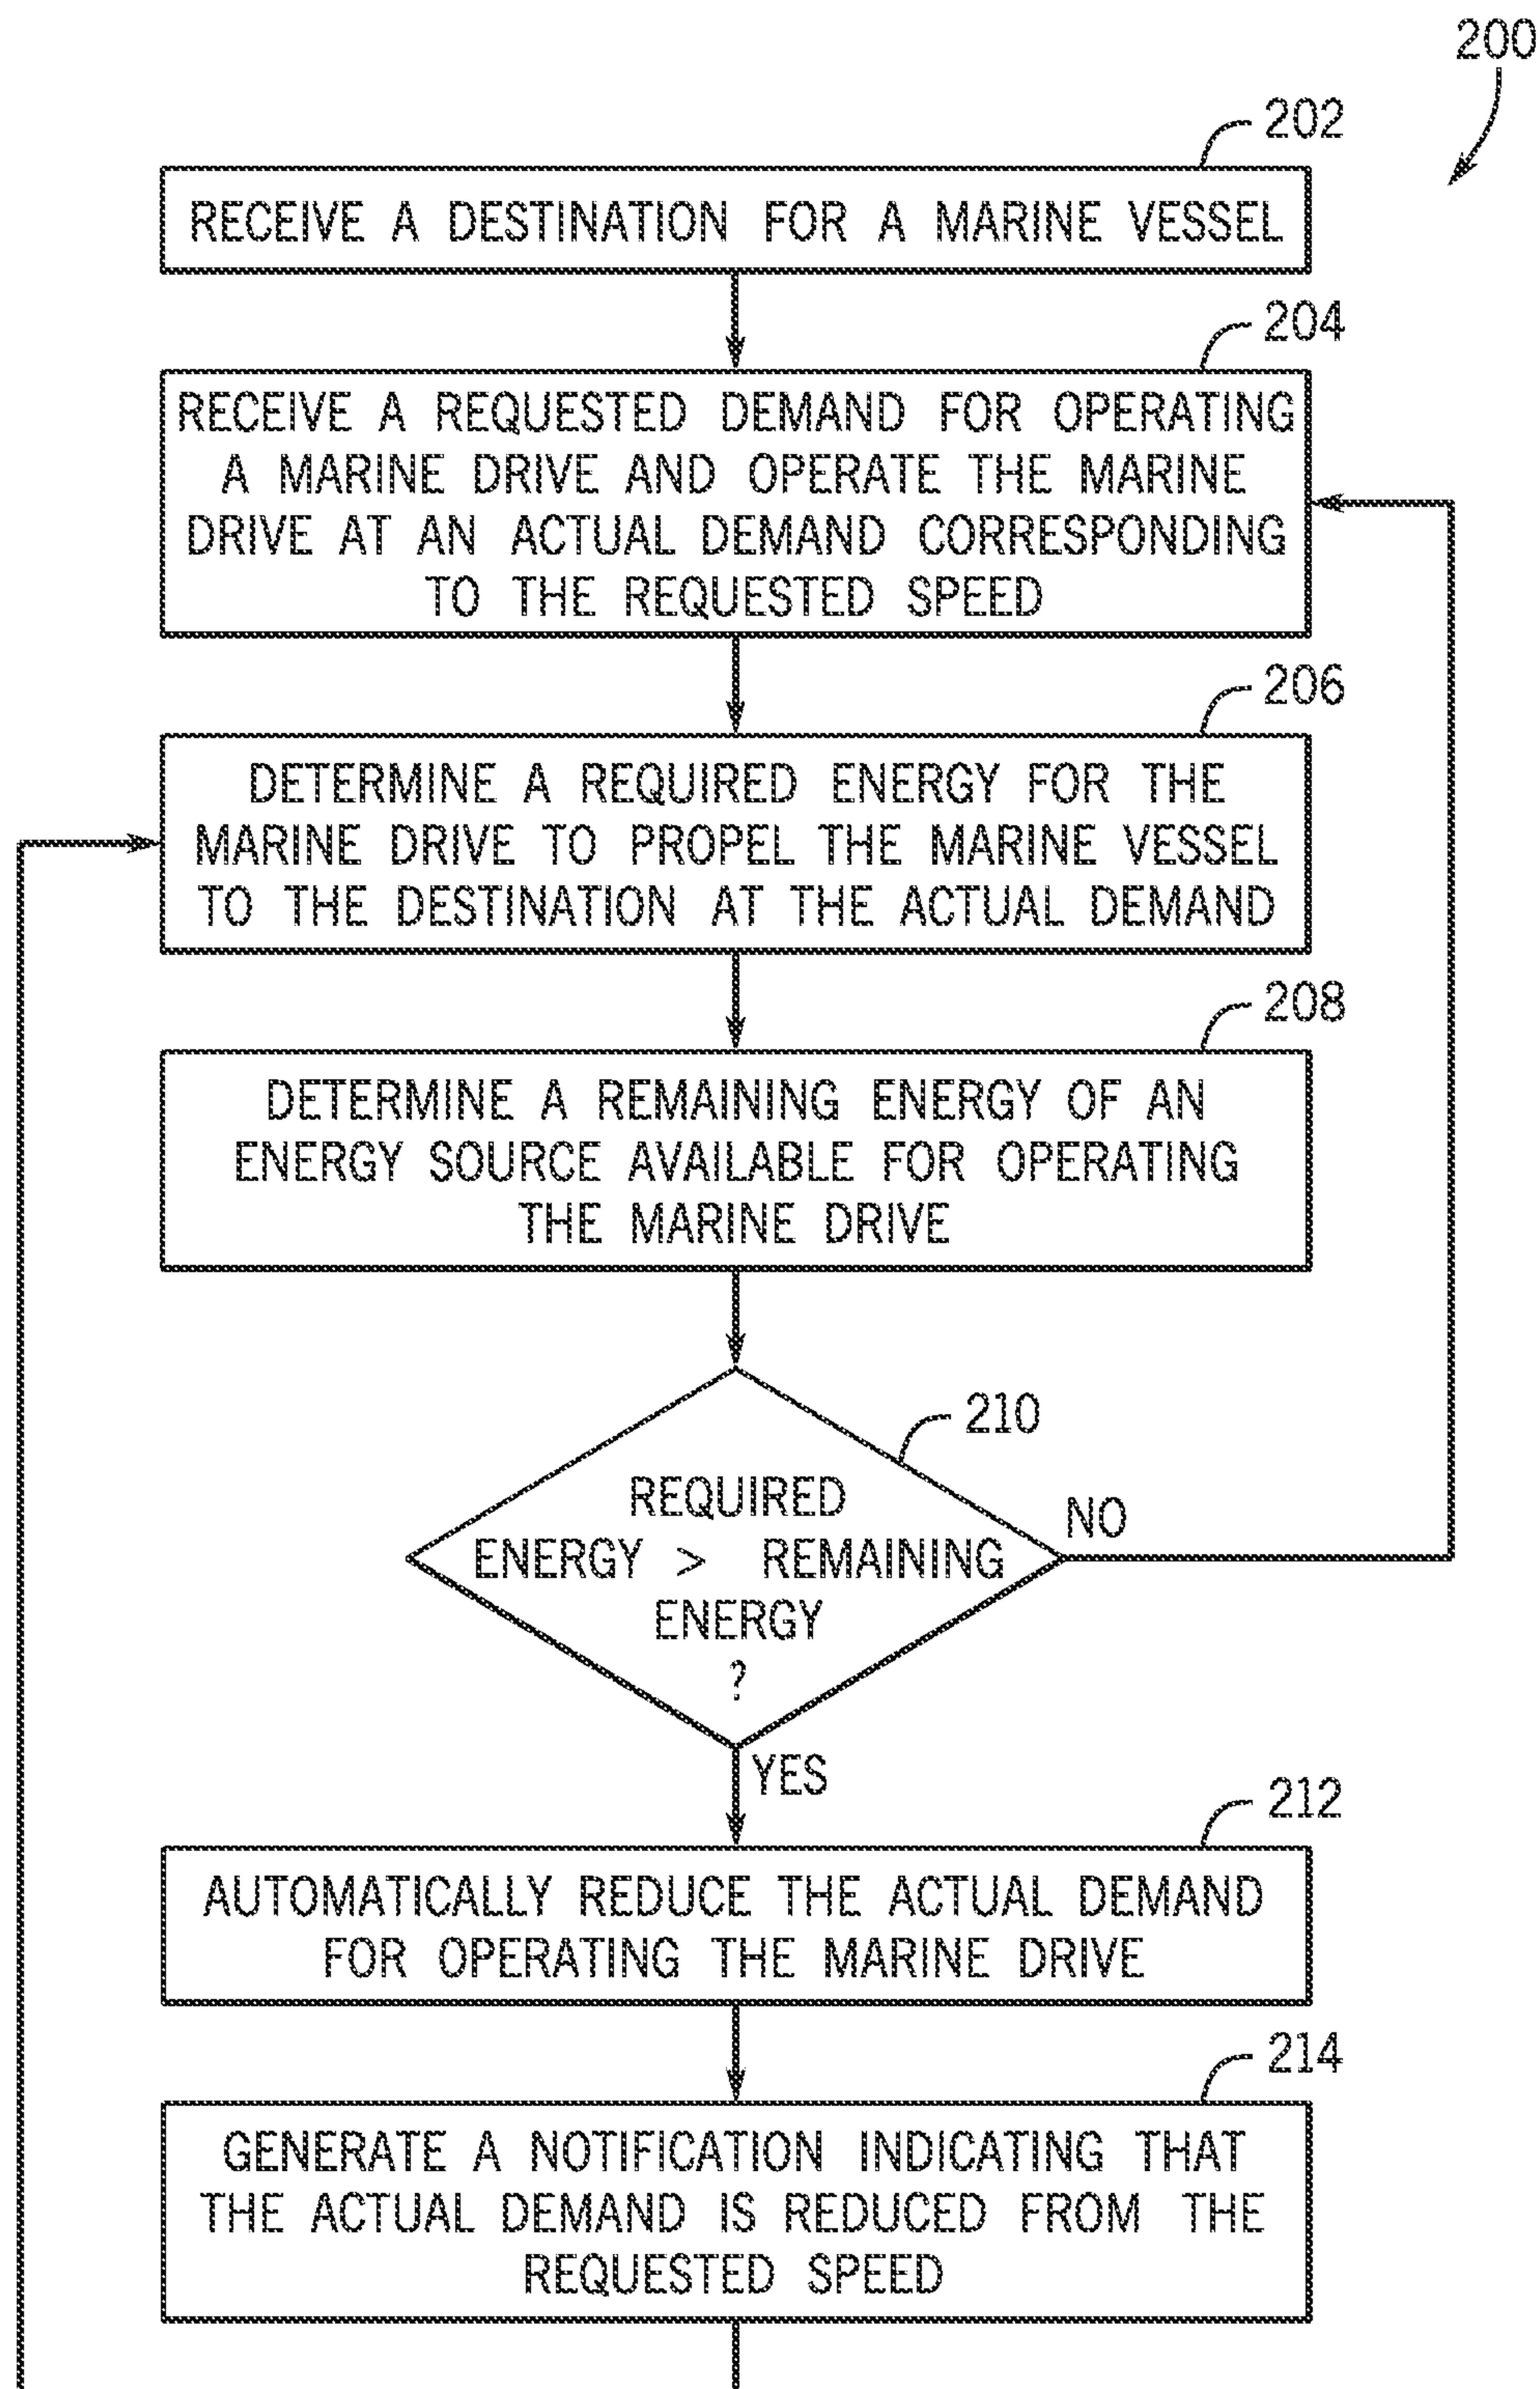 200
202
RECEIVE A DESTINATION FOR A MARINE VESSEL
204
RECEIVE A REQUESTED DEMAND FOR OPERATING
A MARINE DRIVE AND OPERATE THE MARINE
DRIVE AT AN ACTUAL DEMAND CORRESPONDING
TO THE REQUESTED SPEED
206
DETERMINE A REQUIRED ENERGY FOR THE
MARINE DRIVE TO PROPEL THE MARINE VESSEL
TO THE DESTINATION AT THE ACTUAL DEMAND
208
DETERMINE A REMAINING ENERGY OF AN
ENERGY SOURCE AVAILABLE FOR OPERATING
THE MARINE DRIVE
210
REQUIRED
ENERGY > REMAINING
ENERGY
?
NO
YES
212
AUTOMATICALLY REDUCE THE ACTUAL DEMAND
FOR OPERATING THE MARINE DRIVE
214
GENERATE A NOTIFICATION INDICATING THAT
THE ACTUAL DEMAND IS REDUCED FROM THE
REQUESTED SPEED